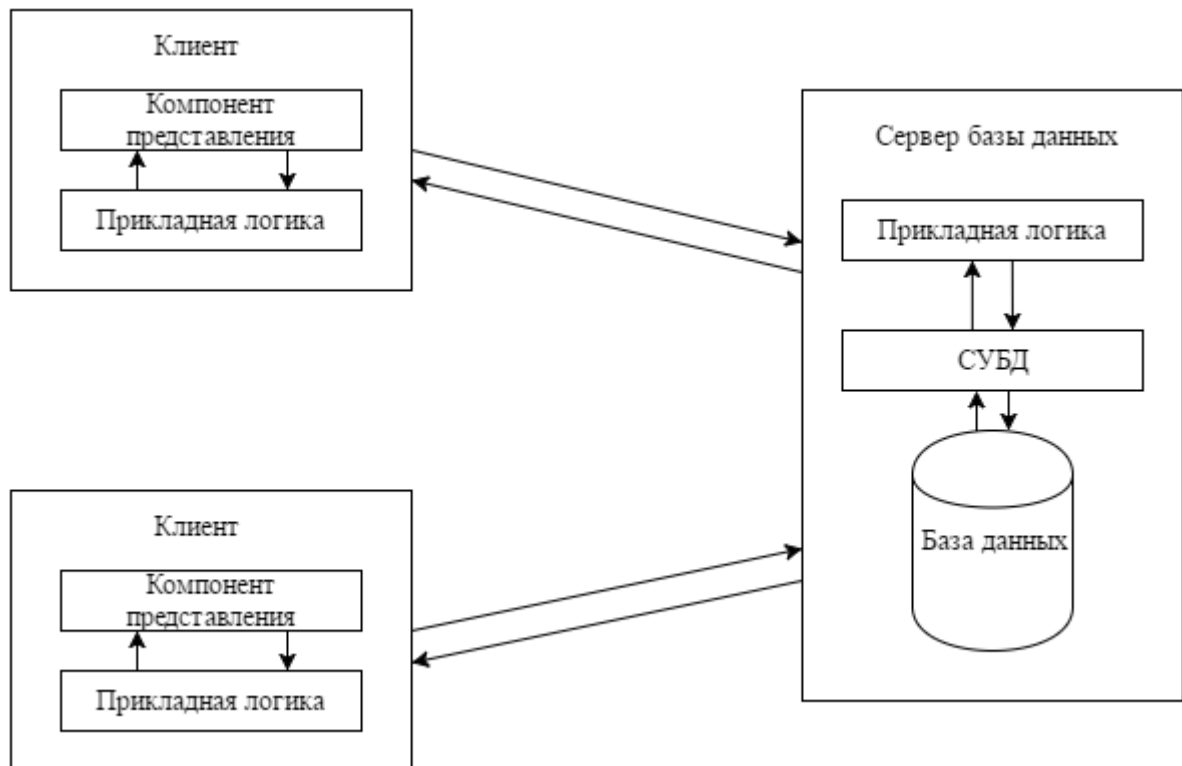 Клиент
Компонент
представления
Прикладная логика
Сервер базы данных
Прикладная логика
СУБД
База данных
Клиент
Компонент
представления
Прикладная логика